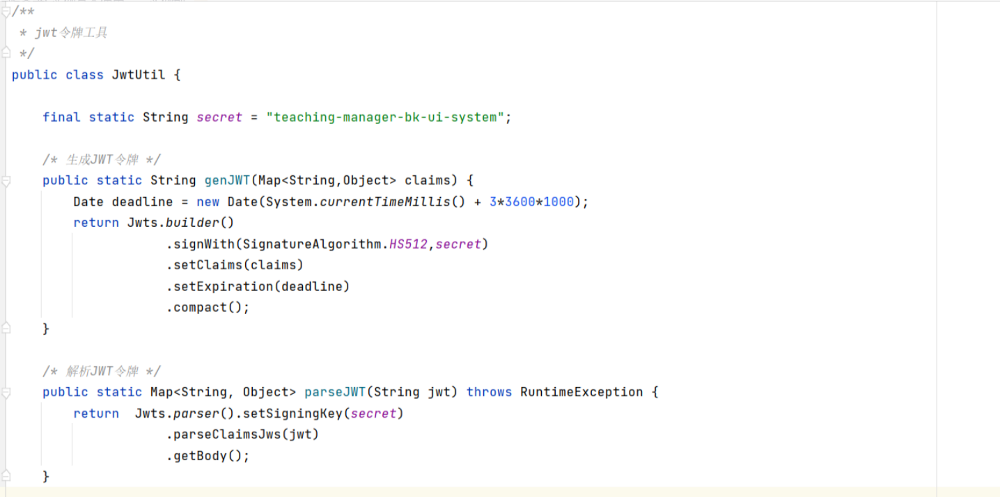 /**
 * jwt令牌工具
 */
public class JwtUtil {
    final static String secret = "teaching-manager-bk-ui-system";
    /* 生成JWT令牌 */
    public static String genJWT(Map<String,Object> claims) {
        Date deadline = new Date(System.currentTimeMillis() + 3*3600*1000);
        return Jwts.builder()
                    .signWith(SignatureAlgorithm.HS512,secret)
                    .setClaims(claims)
                    .setExpiration(deadline)
                    .compact();
    }
    /* 解析JWT令牌 */
    public static Map<String, Object> parseJWT(String jwt) throws RuntimeException {
        return  Jwts.parser().setSigningKey(secret)
                    .parseClaimsJws(jwt)
                    .getBody();
    }